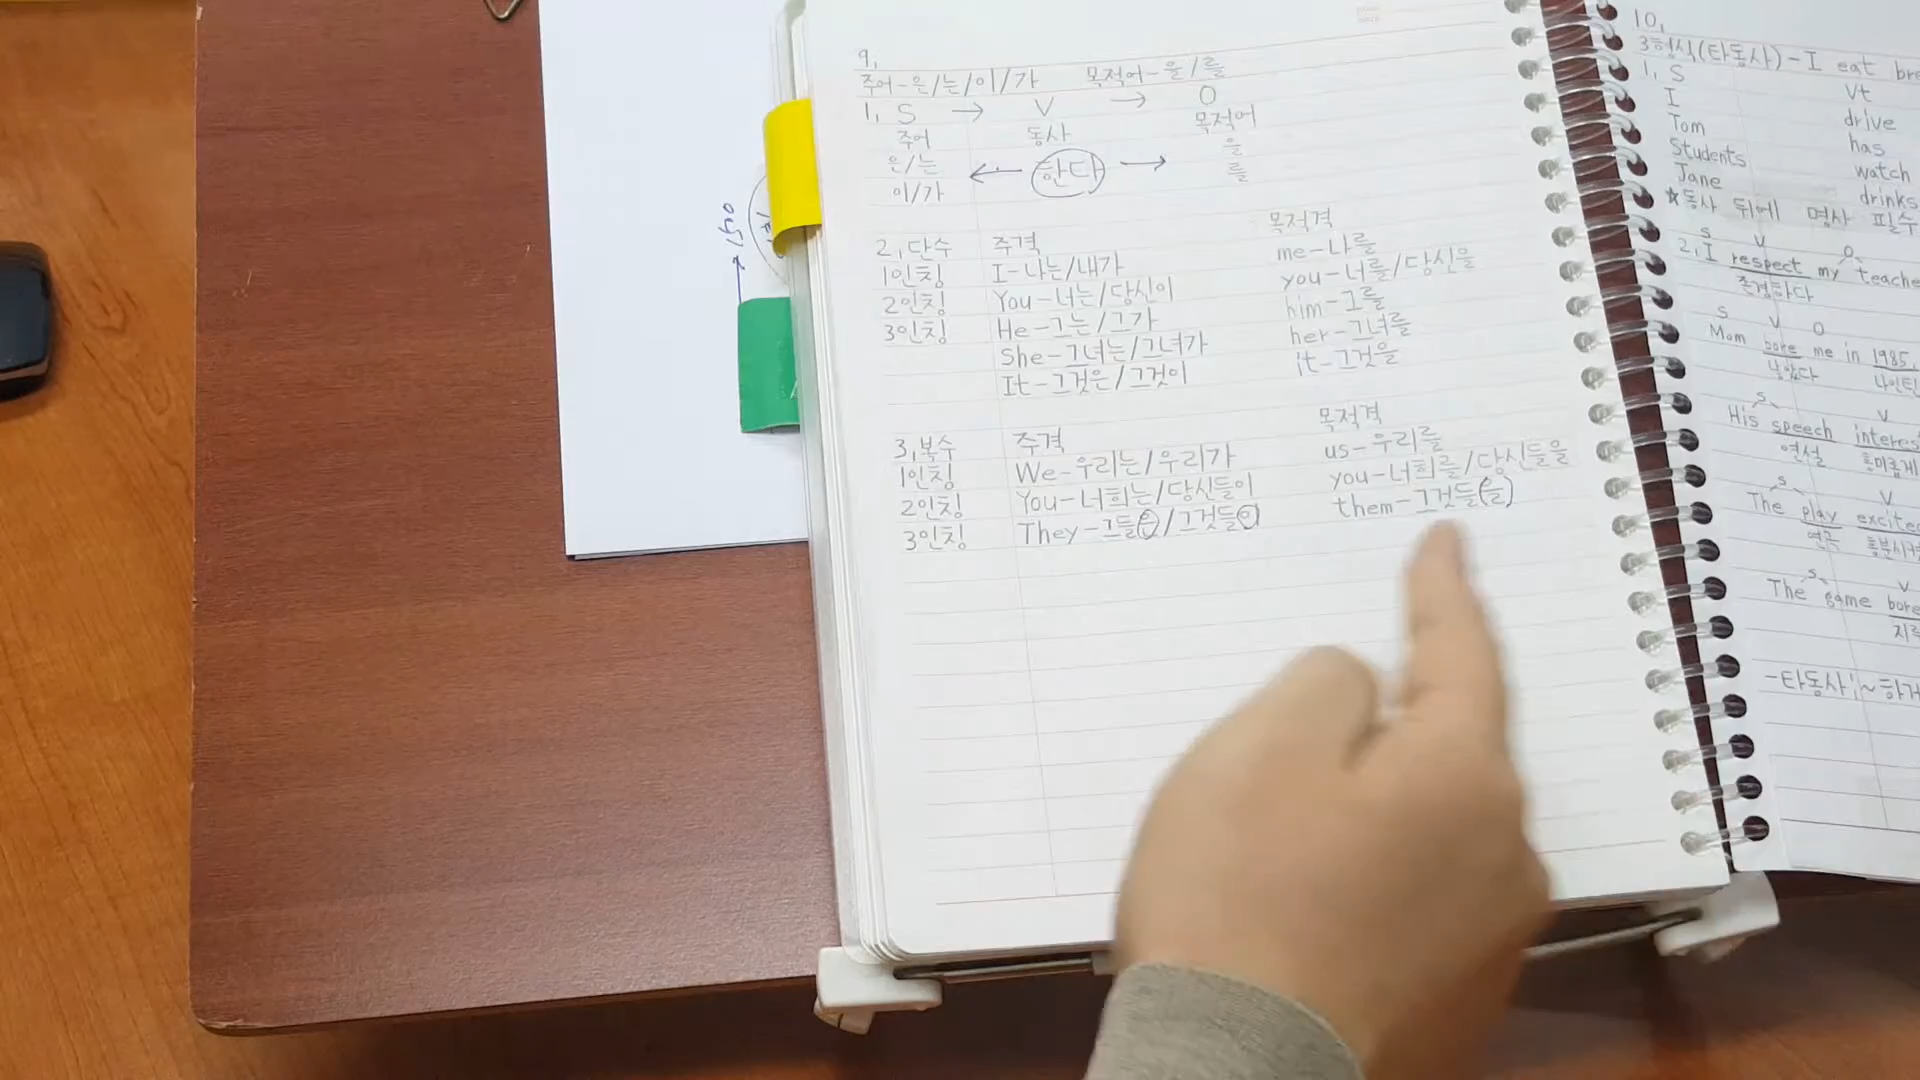 9,
주어-은/는/이/가 목적어-을/를
1, S → V → O
주어 동사 목적어
은/는 ← 한다 → 을
이/가 를
목적격
2, 단수 주격 me-나를
1인칭 I-나는/내가 you-너를/당신을
2인칭 You-너는/당신이 him-그를
3인칭 He-그는/그가 her-그녀를
She-그녀는/그녀가 it-그것을
It-그것은/그것이
목적격
3, 복수 주격 us-우리를
1인칭 We-우리는/우리가 you-너희를/당신들을
2인칭 You-너희는/당신들이 them-그것들(을)
3인칭 They-그들은/그것들이
10,
3형식(타동사)-I eat
1, S Vt
I drive
Tom has
Students watch
Jane drinks
☆동사 뒤에 명사 필수
S V O
2, I respect my
존경하다
S V O
Mom bore me in 1985,
낳았다
S V
His speech
연설
S V
The play
연극
S V
The game
-타동사: